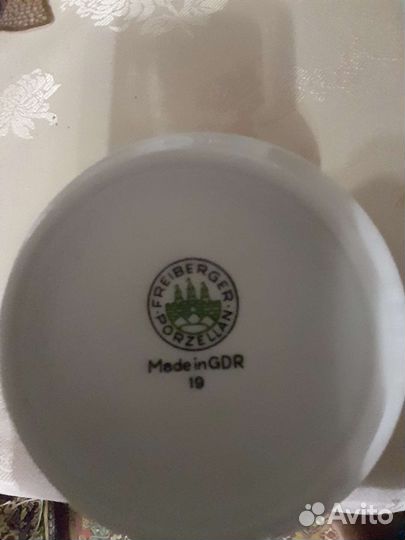 FREIBERGER
PORZELLAN
Made in GDR
19
Avito